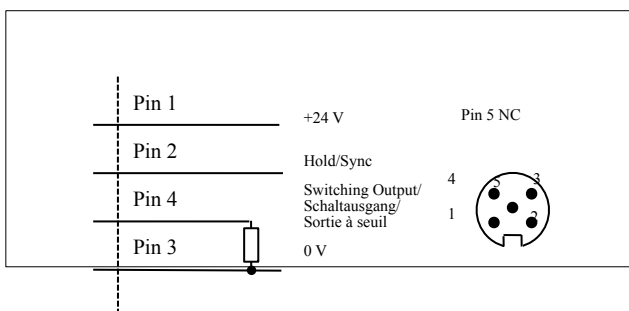 Pin 1
+24 V
Pin 5 NC
Pin 2
Hold/Sync
Pin 4
Switching Output/
Schaltausgang/
Sortie à seuil
Pin 3
0 V
4
5
3
1
2